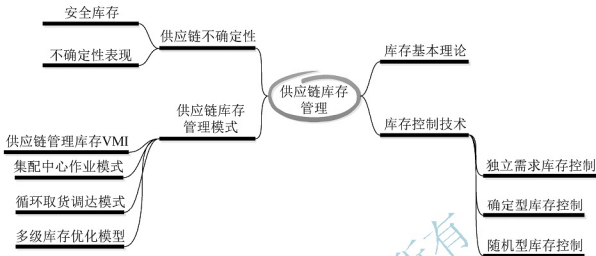 安全库存
不确定性表现
供应链不确定性
供应链库存
管理模式
供应链管理库存VMI
集配中心作业模式
循环取货调达模式
多级库存优化模型
供应链库存
管理
库存基本理论
库存控制技术
独立需求库存控制
确定型库存控制
随机型库存控制
有